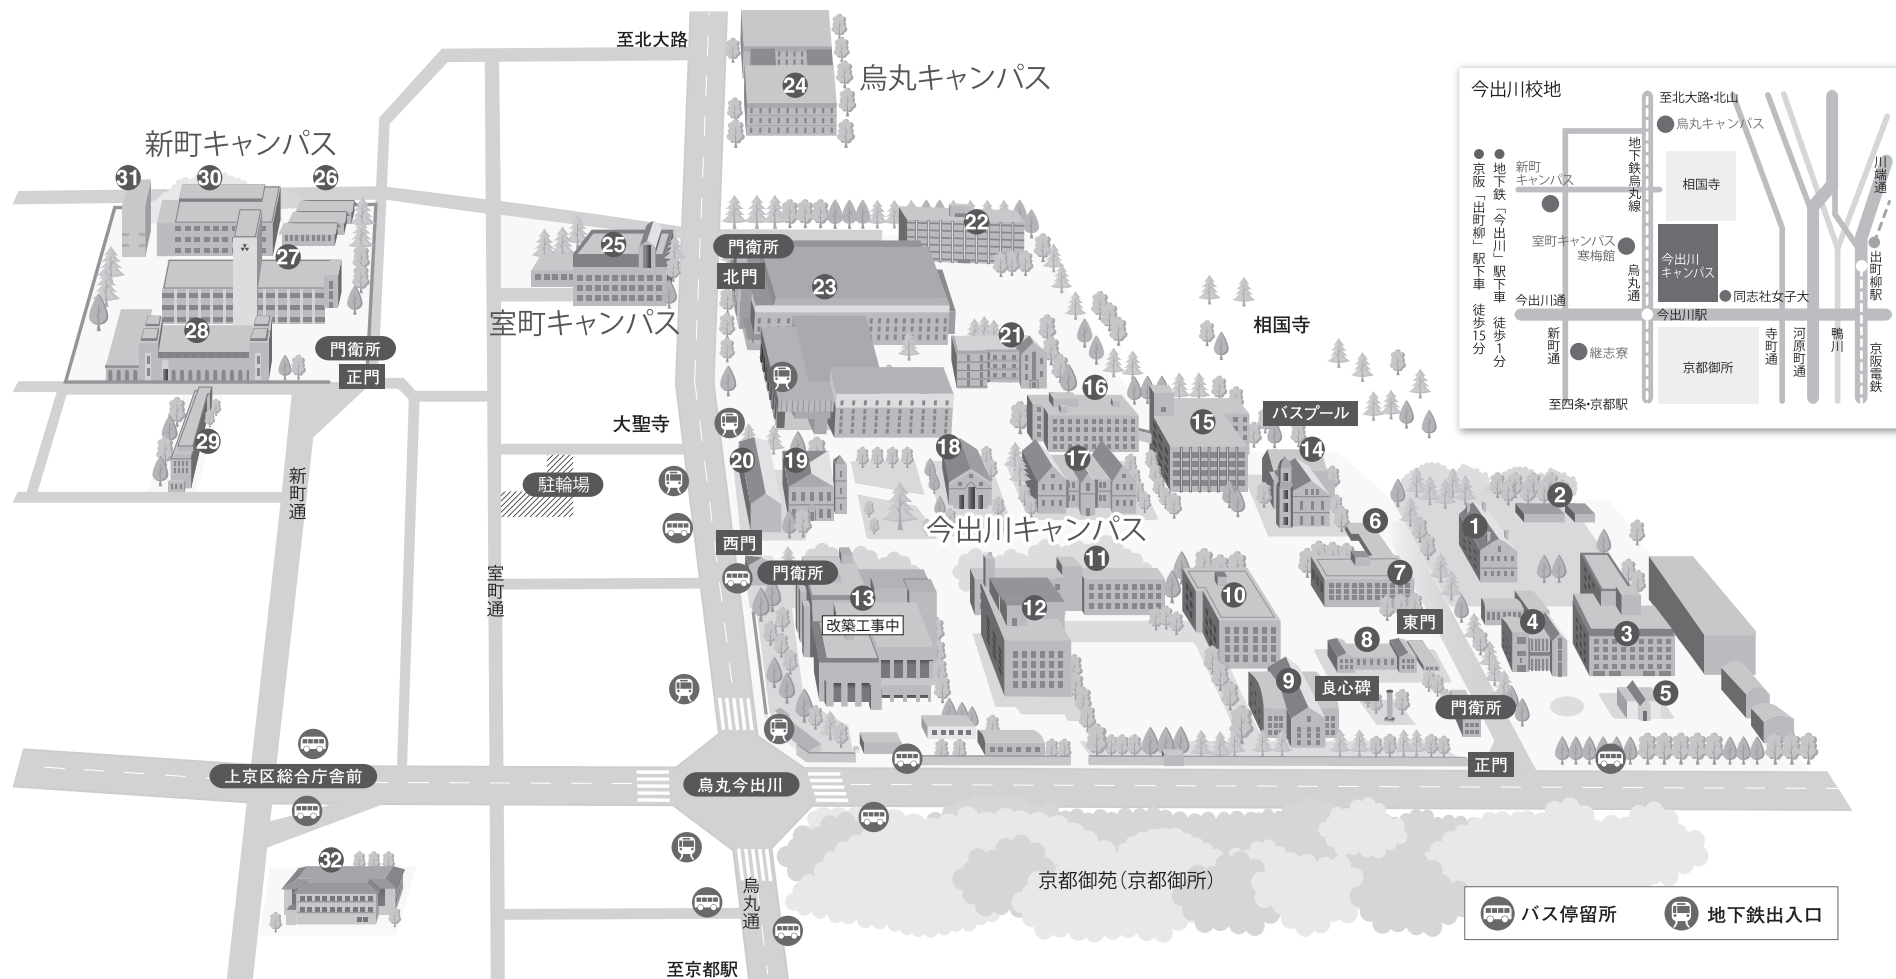 至北大路
烏丸キャンパス
24
新町キャンパス
31
30
26
27
28
門衛所
正門
29
新町通
25
室町キャンパス
大聖寺
駐輪場
室町通
門衛所
北門
22
23
21
相国寺
16
15
バスプール
14
17
18
19
20
今出川キャンパス
西門
門衛所
13
改築工事中
12
11
10
6
7
東門
8
良心碑
9
門衛所
正門
1
2
3
4
5
上京区総合庁舎前
烏丸今出川
32
烏丸通
至京都駅
京都御苑(京都御所)
バス停留所
地下鉄出入口
今出川校地
●地下鉄「今出川」駅下車 徒歩1分
●京阪「出町柳」駅下車 徒歩15分
至北大路・北山
烏丸キャンパス
地下鉄烏丸線
新町
キャンパス
相国寺
川端通
室町キャンパス
寒梅館
烏丸通
今出川
キャンパス
出町柳駅
同志社女子大
今出川通
今出川駅
新町通
継志寮
京都御所
寺町通
河原町通
鴨川
京阪電鉄
至四条・京都駅